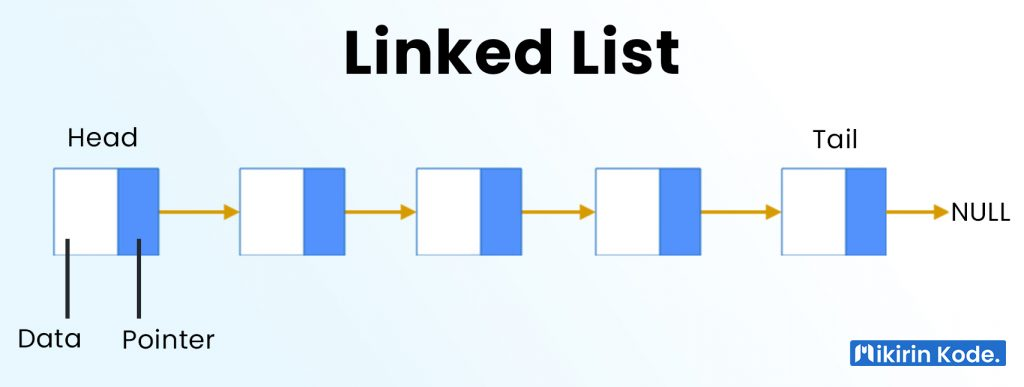 Linked List
Head
Tail
NULL
Data
Pointer
Mikirin Kode.